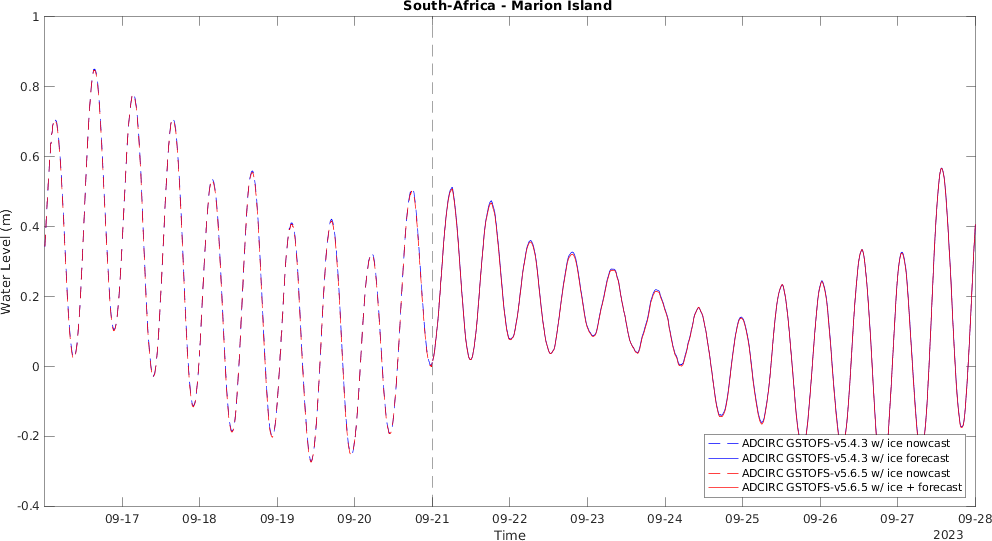 South-Africa - Marion Island
1
0.8
0.6
0.4
0.2
0
-0.2
-0.4
Water Level (m)
ADCIRC GSTOFS-v5.4.3 w/ ice nowcast
ADCIRC GSTOFS-v5.4.3 w/ ice forecast
ADCIRC GSTOFS-v5.6.5 w/ ice nowcast
ADCIRC GSTOFS-v5.6.5 w/ ice + forecast
09-17 09-18 09-19 09-20 09-21 09-22 09-23 09-24 09-25 09-26 09-27 09-28
Time
2023